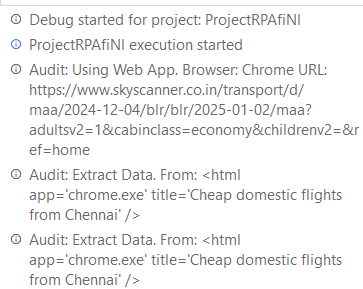 Debug started for project: ProjectRPAfiNl
ProjectRPAfiNl execution started
Audit: Using Web App. Browser: Chrome URL:
https://www.skyscanner.co.in/transport/d/
maa/2024-12-04/blr/blr/2025-01-02/maa?
adultsv2=1&cabinclass=economy&childrenv2=&r
ef=home
Audit: Extract Data. From: <html
app='chrome.exe' title='Cheap domestic flights
from Chennai' />
Audit: Extract Data. From: <html
app='chrome.exe' title='Cheap domestic flights
from Chennai' />